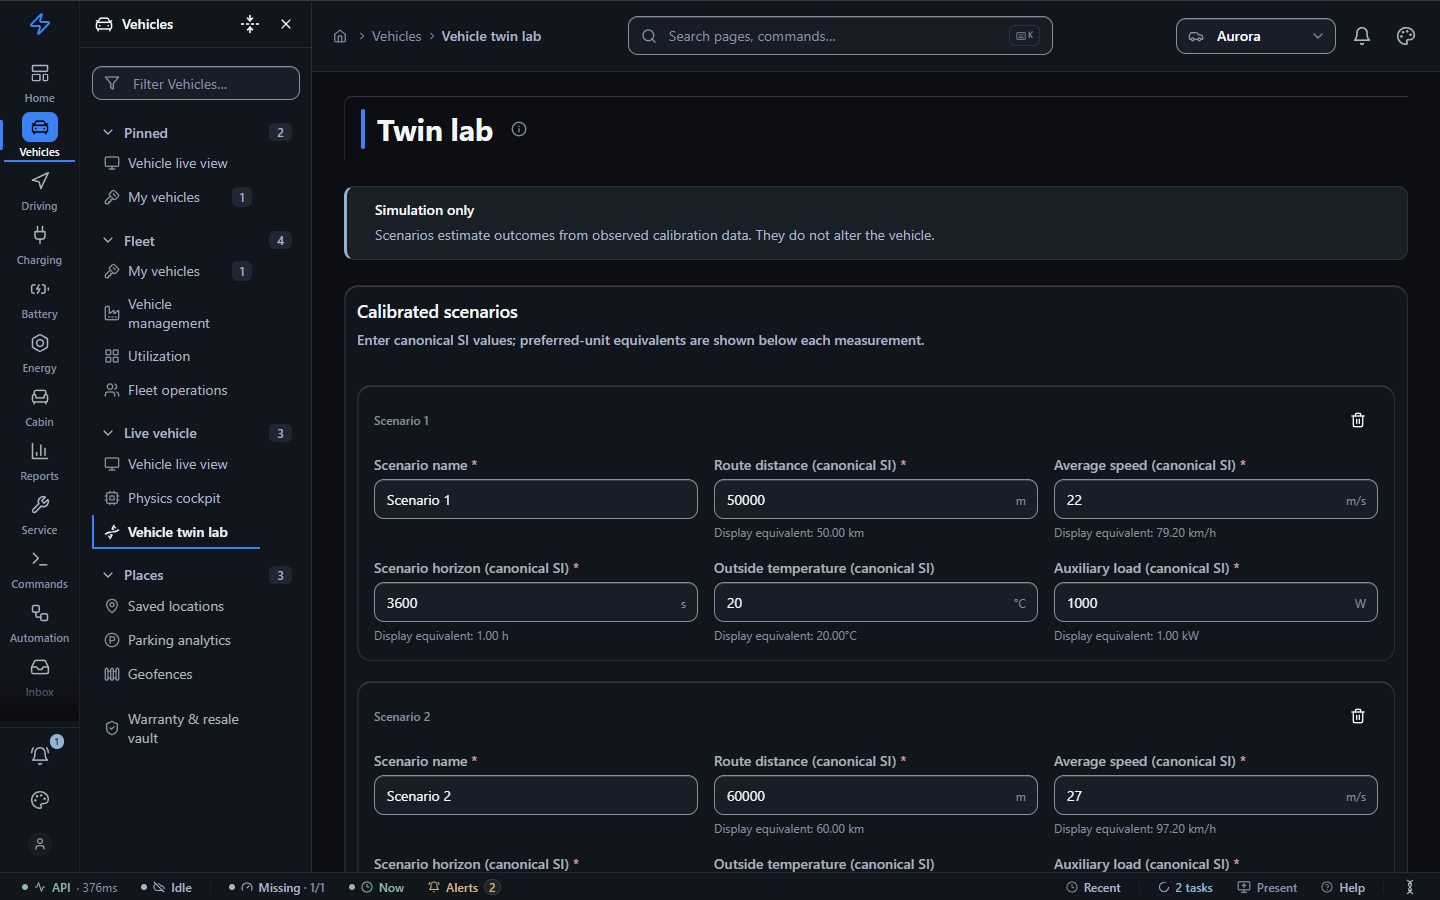 Vehicles
Vehicles
Vehicle twin lab
Search pages, commands...
K
Aurora
Home
Vehicles
Driving
Charging
Battery
Energy
Cabin
Reports
Service
Commands
Automation
Inbox
1
Filter Vehicles...
Pinned 2
Vehicle live view
My vehicles 1
Fleet 4
My vehicles 1
Vehicle
management
Utilization
Fleet operations
Live vehicle 3
Vehicle live view
Physics cockpit
Vehicle twin lab
Places 3
Saved locations
Parking analytics
Geofences
Warranty & resale
vault
Twin lab
Simulation only
Scenarios estimate outcomes from observed calibration data. They do not alter the vehicle.
Calibrated scenarios
Enter canonical SI values; preferred-unit equivalents are shown below each measurement.
Scenario 1
Scenario name * Route distance (canonical SI) * Average speed (canonical SI) *
Scenario 1 50000 m 22 m/s
Display equivalent: 50.00 km Display equivalent: 79.20 km/h
Scenario horizon (canonical SI) * Outside temperature (canonical SI) Auxiliary load (canonical SI) *
3600 s 20 °C 1000 W
Display equivalent: 1.00 h Display equivalent: 20.00°C Display equivalent: 1.00 kW
Scenario 2
Scenario name * Route distance (canonical SI) * Average speed (canonical SI) *
Scenario 2 60000 m 27 m/s
Display equivalent: 60.00 km Display equivalent: 97.20 km/h
Scenario horizon (canonical SI) * Outside temperature (canonical SI) Auxiliary load (canonical SI) *
API · 376ms Idle Missing · 1/1 Now Alerts 2 Recent 2 tasks Present Help